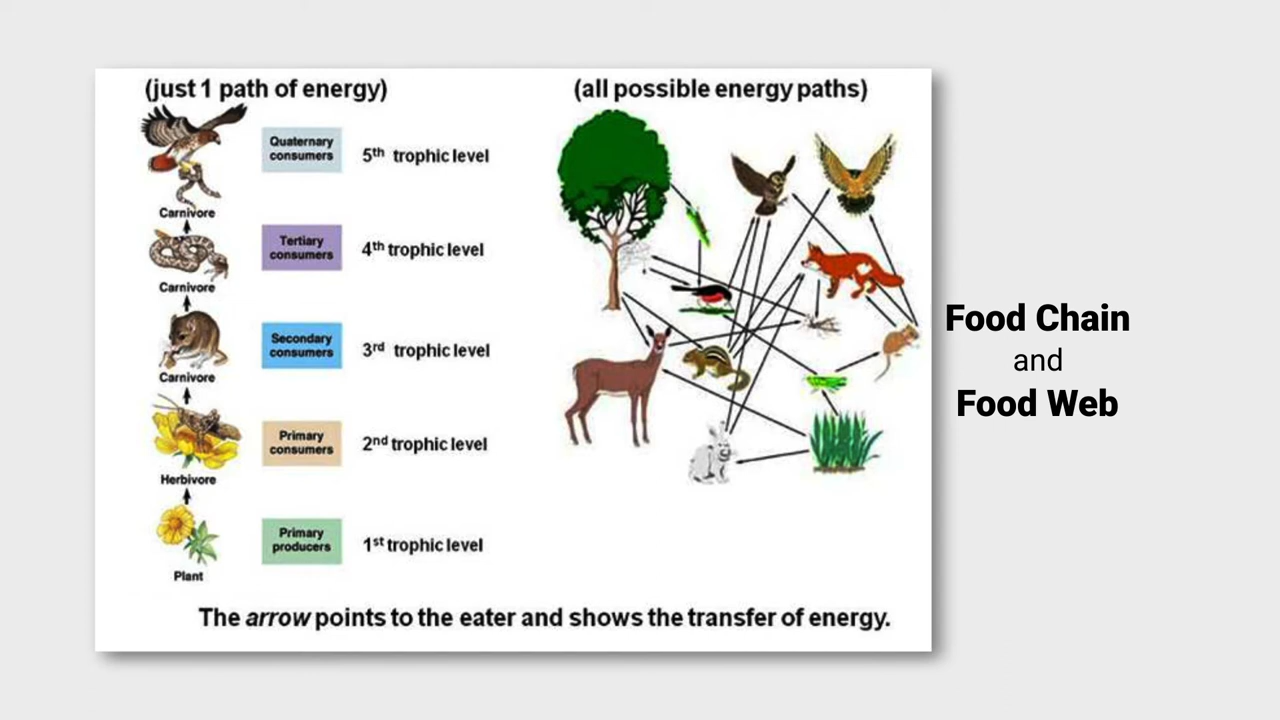 (just 1 path of energy)
(all possible energy paths)
Quaternary
consumers
5th trophic level
Carnivore
Tertiary
consumers
4th trophic level
Carnivore
Secondary
consumers
3rd trophic level
Carnivore
Primary
consumers
2nd trophic level
Herbivore
Primary
producers
1st trophic level
Plant
The arrow points to the eater and shows the transfer of energy.
Food Chain
and
Food Web